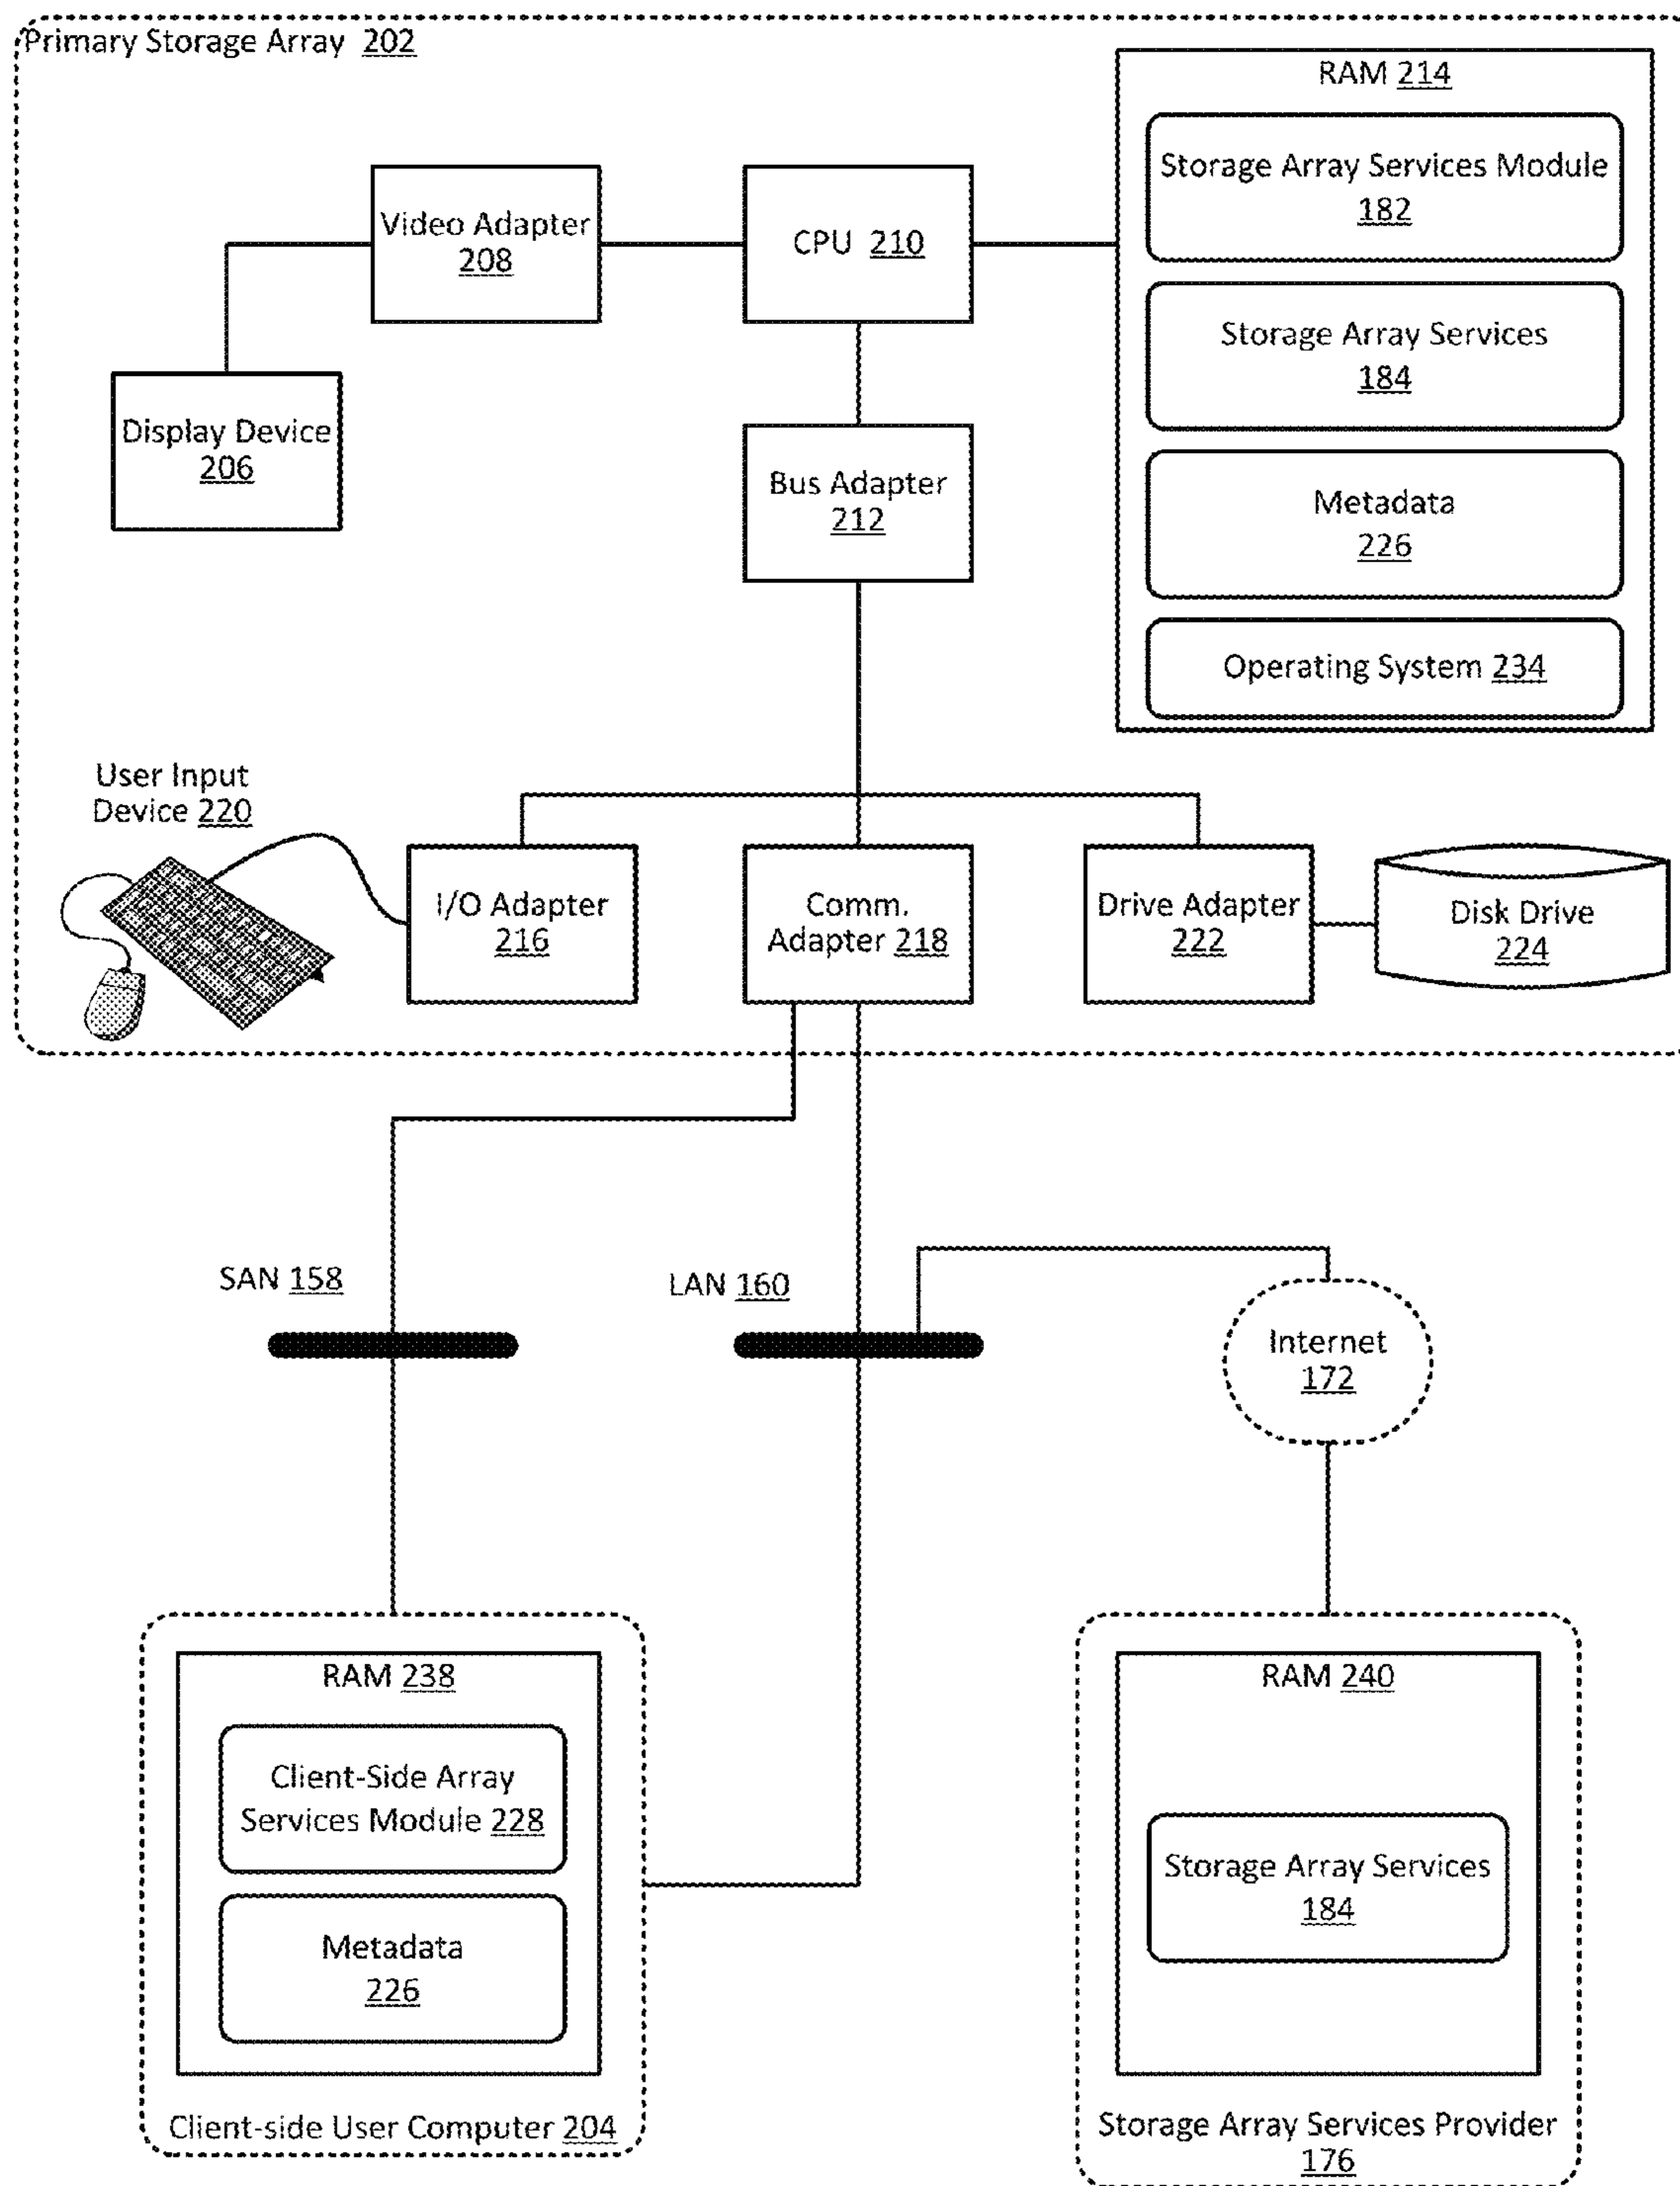 Primary Storage Array 202
RAM 214
Storage Array Services Module
182
Storage Array Services
184
Metadata
226
Operating System 234
Video Adapter
208
CPU 210
Display Device
206
Bus Adapter
212
User Input
Device 220
I/O Adapter
216
Comm.
Adapter 218
Drive Adapter
222
Disk Drive
224
SAN 158
LAN 160
Internet
172
RAM 238
Client-Side Array
Services Module 228
Metadata
226
Client-side User Computer 204
RAM 240
Storage Array Services
184
Storage Array Services Provider
176